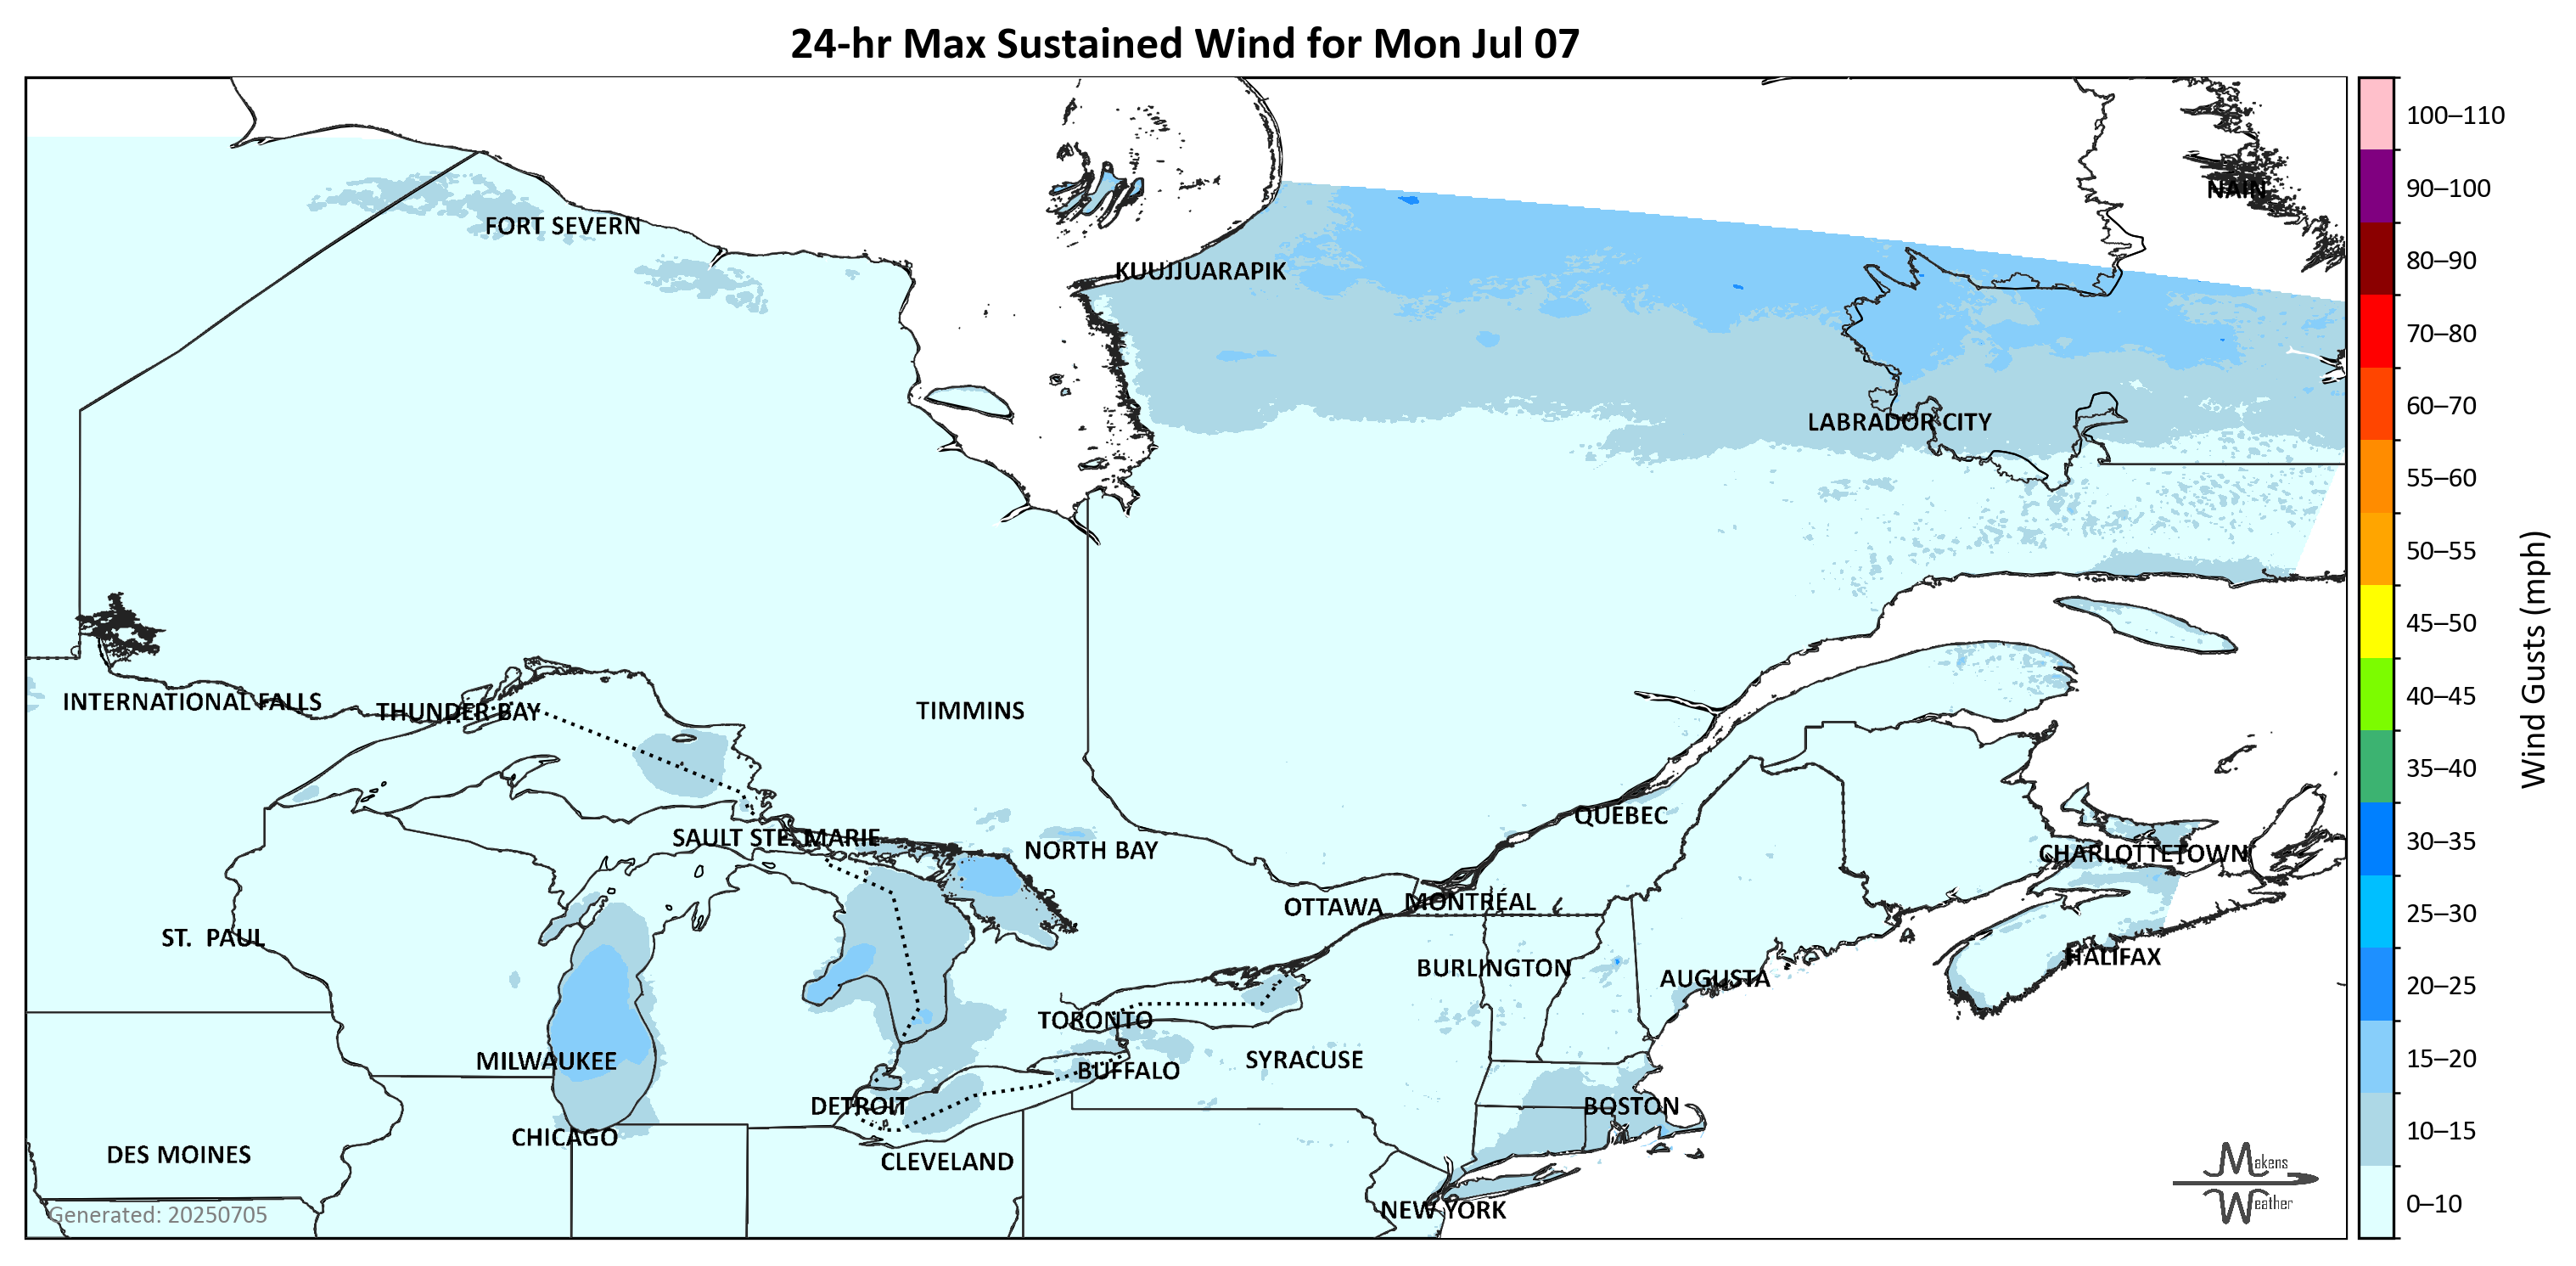 24-hr Max Sustained Wind for Mon Jul 07
NAIN
FORT SEVERN
KUUJJUARAPIK
LABRADOR CITY
INTERNATIONAL FALLS
THUNDER BAY
TIMMINS
QUÉBEC
SAULT STE. MARIE
NORTH BAY
CHARLOTTETOWN
OTTAWA
MONTRÉAL
ST.  PAUL
HALIFAX
BURLINGTON
AUGUSTA
TORONTO
MILWAUKEE
SYRACUSE
BUFFALO
DETROIT
BOSTON
CHICAGO
DES MOINES
CLEVELAND
NEW YORK
Generated: 20250705
Makens
Weather
100–110
90–100
80–90
70–80
60–70
55–60
50–55
45–50
40–45
35–40
30–35
25–30
20–25
15–20
10–15
0–10
Wind Gusts (mph)